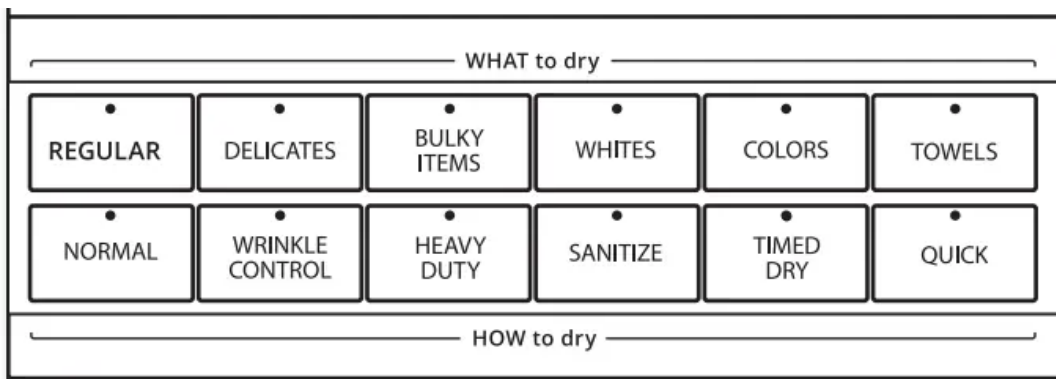 WHAT to dry
REGULAR
DELICATES
BULKY
ITEMS
WHITES
COLORS
TOWELS
NORMAL
WRINKLE
CONTROL
HEAVY
DUTY
SANITIZE
TIMED
DRY
QUICK
HOW to dry